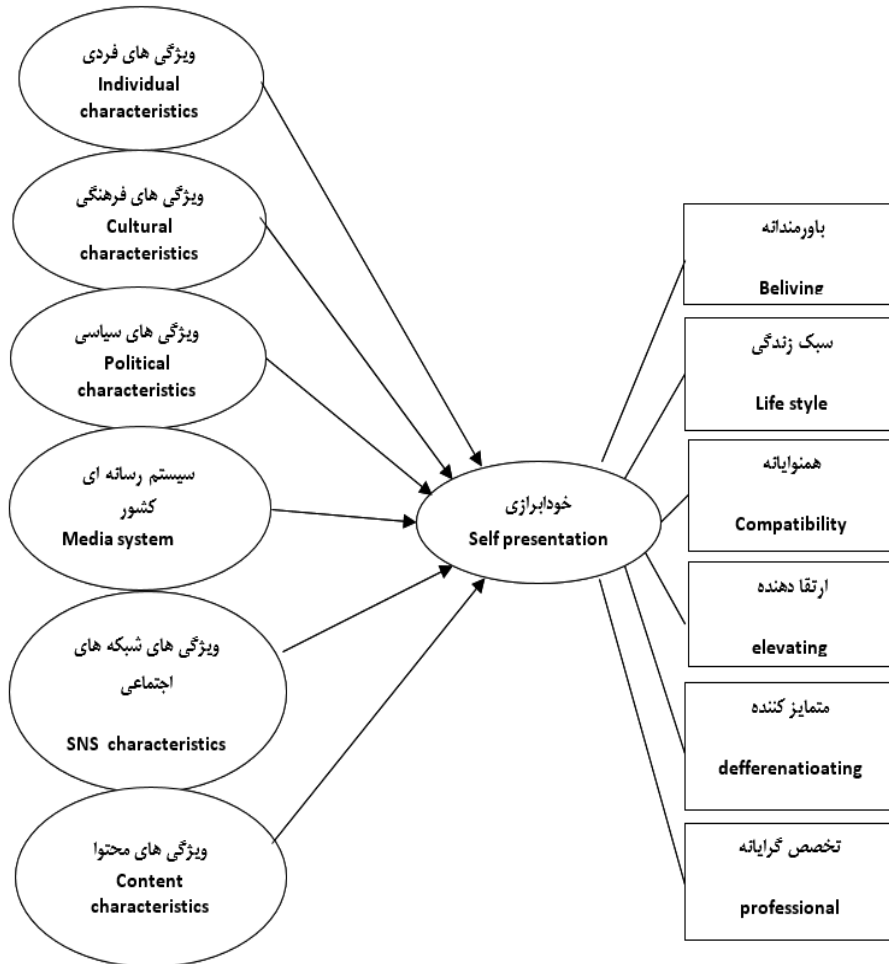 ویژگی های فردی
Individual
characteristics
ویژگی های فرهنگی
Cultural
characteristics
ویژگی های سیاسی
Political
characteristics
سیستم رسانه ای
کشور
Media system
ویژگی های شبکه های
اجتماعی
SNS characteristics
ویژگی های محتوا
Content
characteristics
خودابرازی
Self presentation
باورمندانه
Beliving
سبک زندگی
Life style
همنوایانه
Compatibility
ارتقا دهنده
elevating
متمایز کننده
defferenatioating
تخصص گرایانه
professional